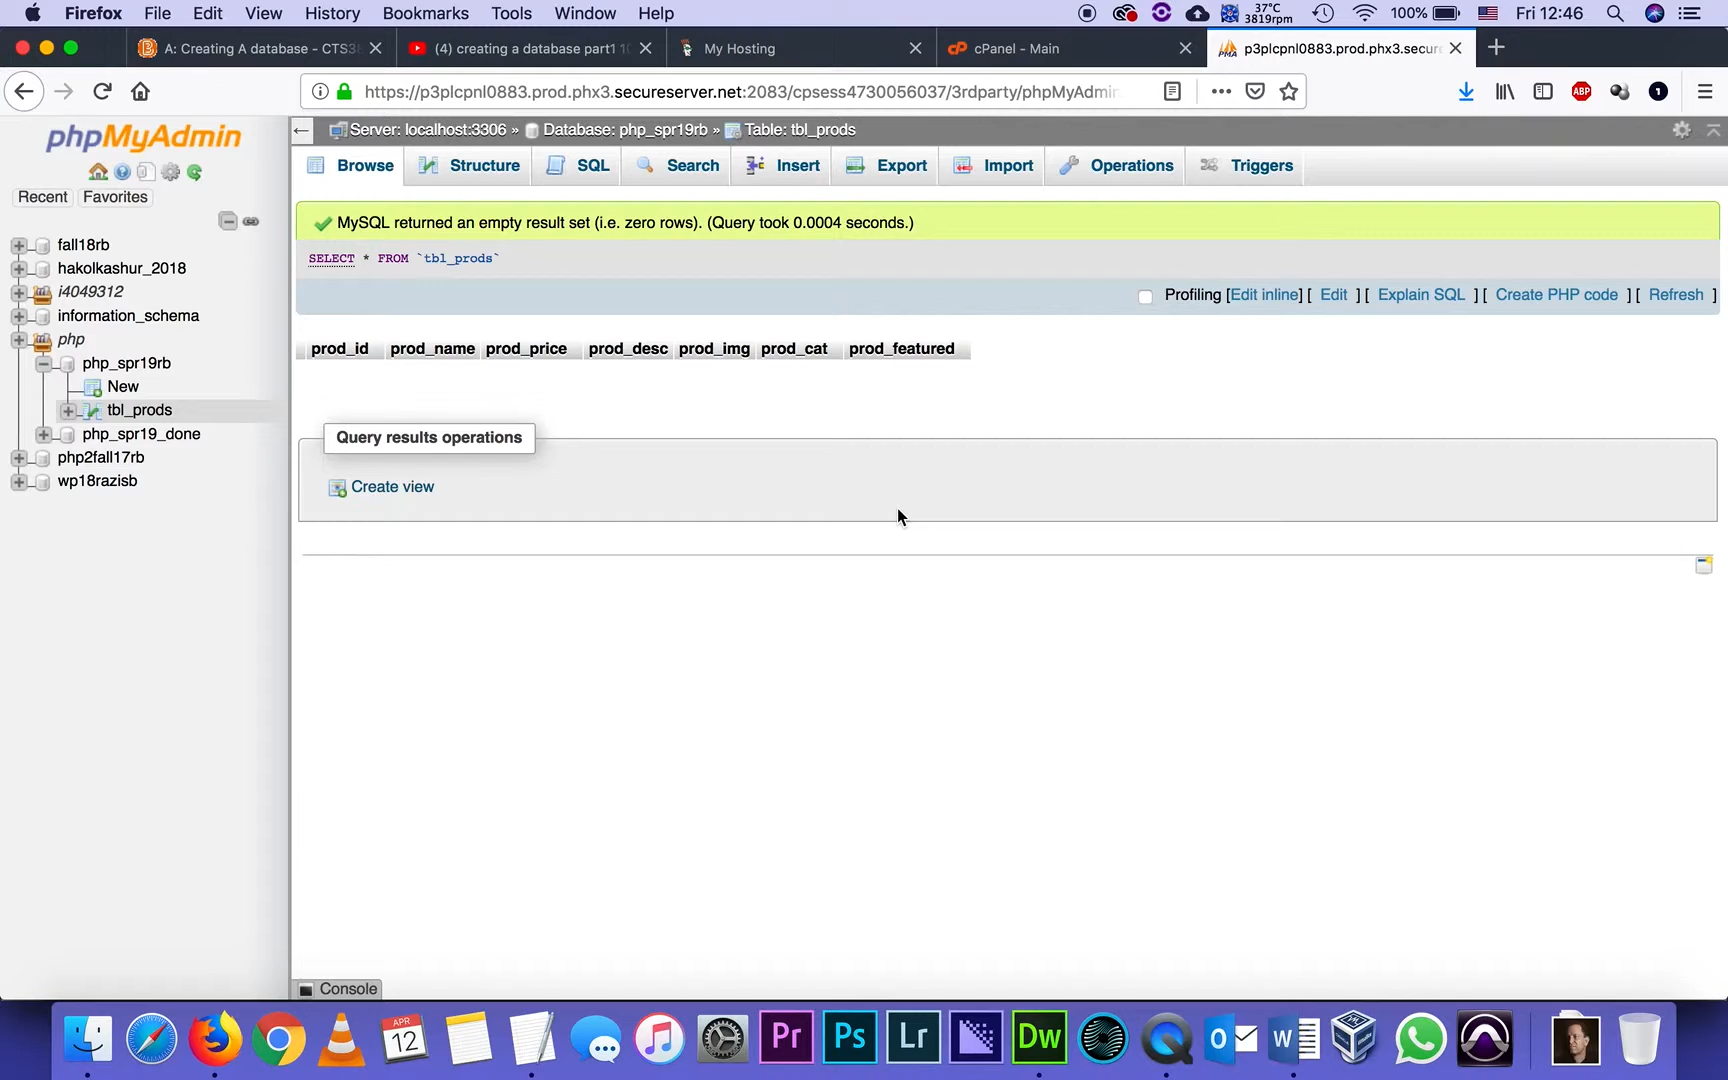 Firefox File Edit View History Bookmarks Tools Window Help 37°C 3819rpm 100% Fri 12:46
A: Creating A database - CTS3 (4) creating a database part1 1 My Hosting cPanel - Main p3plcpnl0883.prod.phx3.secure
https://p3plcpnl0883.prod.phx3.secureserver.net:2083/cpsess4730056037/3rdparty/phpMyAdmin ABP 1
phpMyAdmin
Recent Favorites
fall18rb
hakolkashur_2018
i4049312
information_schema
php
php_spr19rb
New
tbl_prods
php_spr19_done
php2fall17rb
wp18razisb
Server: localhost:3306 » Database: php_spr19rb » Table: tbl_prods
Browse Structure SQL Search Insert Export Import Operations Triggers
MySQL returned an empty result set (i.e. zero rows). (Query took 0.0004 seconds.)
SELECT * FROM `tbl_prods`
Profiling [Edit inline] [ Edit ] [ Explain SQL ] [ Create PHP code ] [ Refresh ]
prod_id prod_name prod_price prod_desc prod_img prod_cat prod_featured
Query results operations
Create view
Console
APR 12 Pr Ps Lr Dw